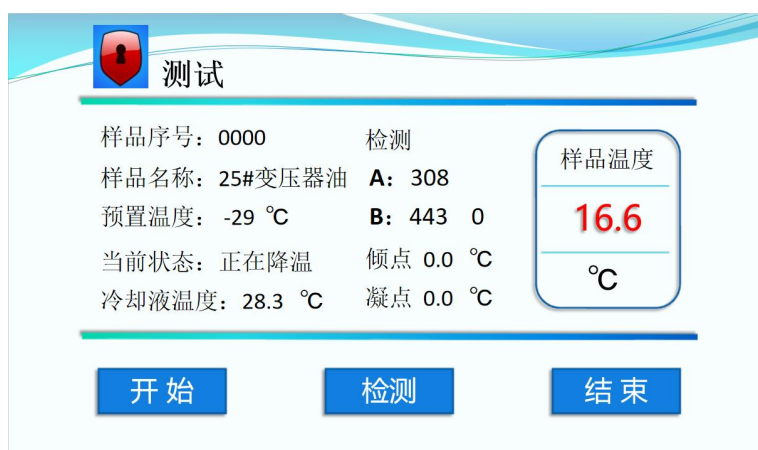 测试
样品序号：0000
样品名称：25#变压器油
预置温度：-29 ℃
当前状态：正在降温
冷却液温度：28.3 ℃
检测
A：308
B：443 0
倾点 0.0 ℃
凝点 0.0 ℃
样品温度
16.6
℃
开始
检测
结束